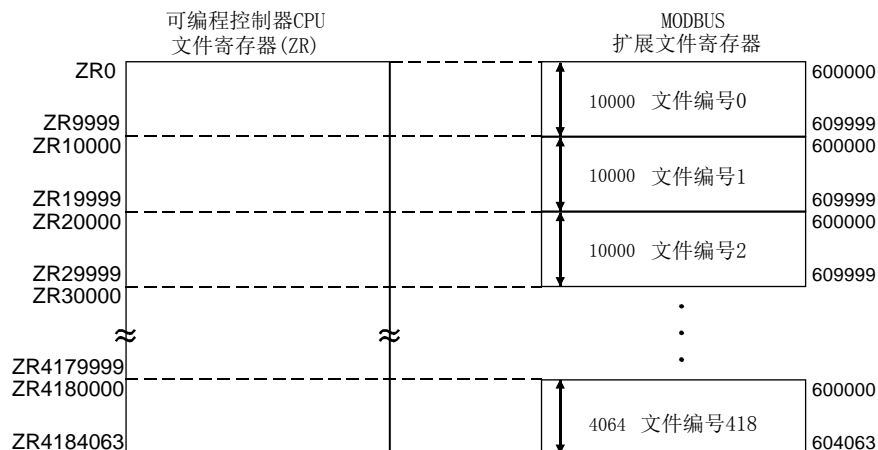 可编程控制器CPU
文件寄存器(ZR)
MODBUS
扩展文件寄存器
ZR0
600000
10000 文件编号0
ZR9999
609999
ZR10000
600000
10000 文件编号1
ZR19999
609999
ZR20000
600000
10000 文件编号2
ZR29999
609999
ZR30000
ZR4179999
ZR4180000
600000
4064 文件编号418
ZR4184063
604063